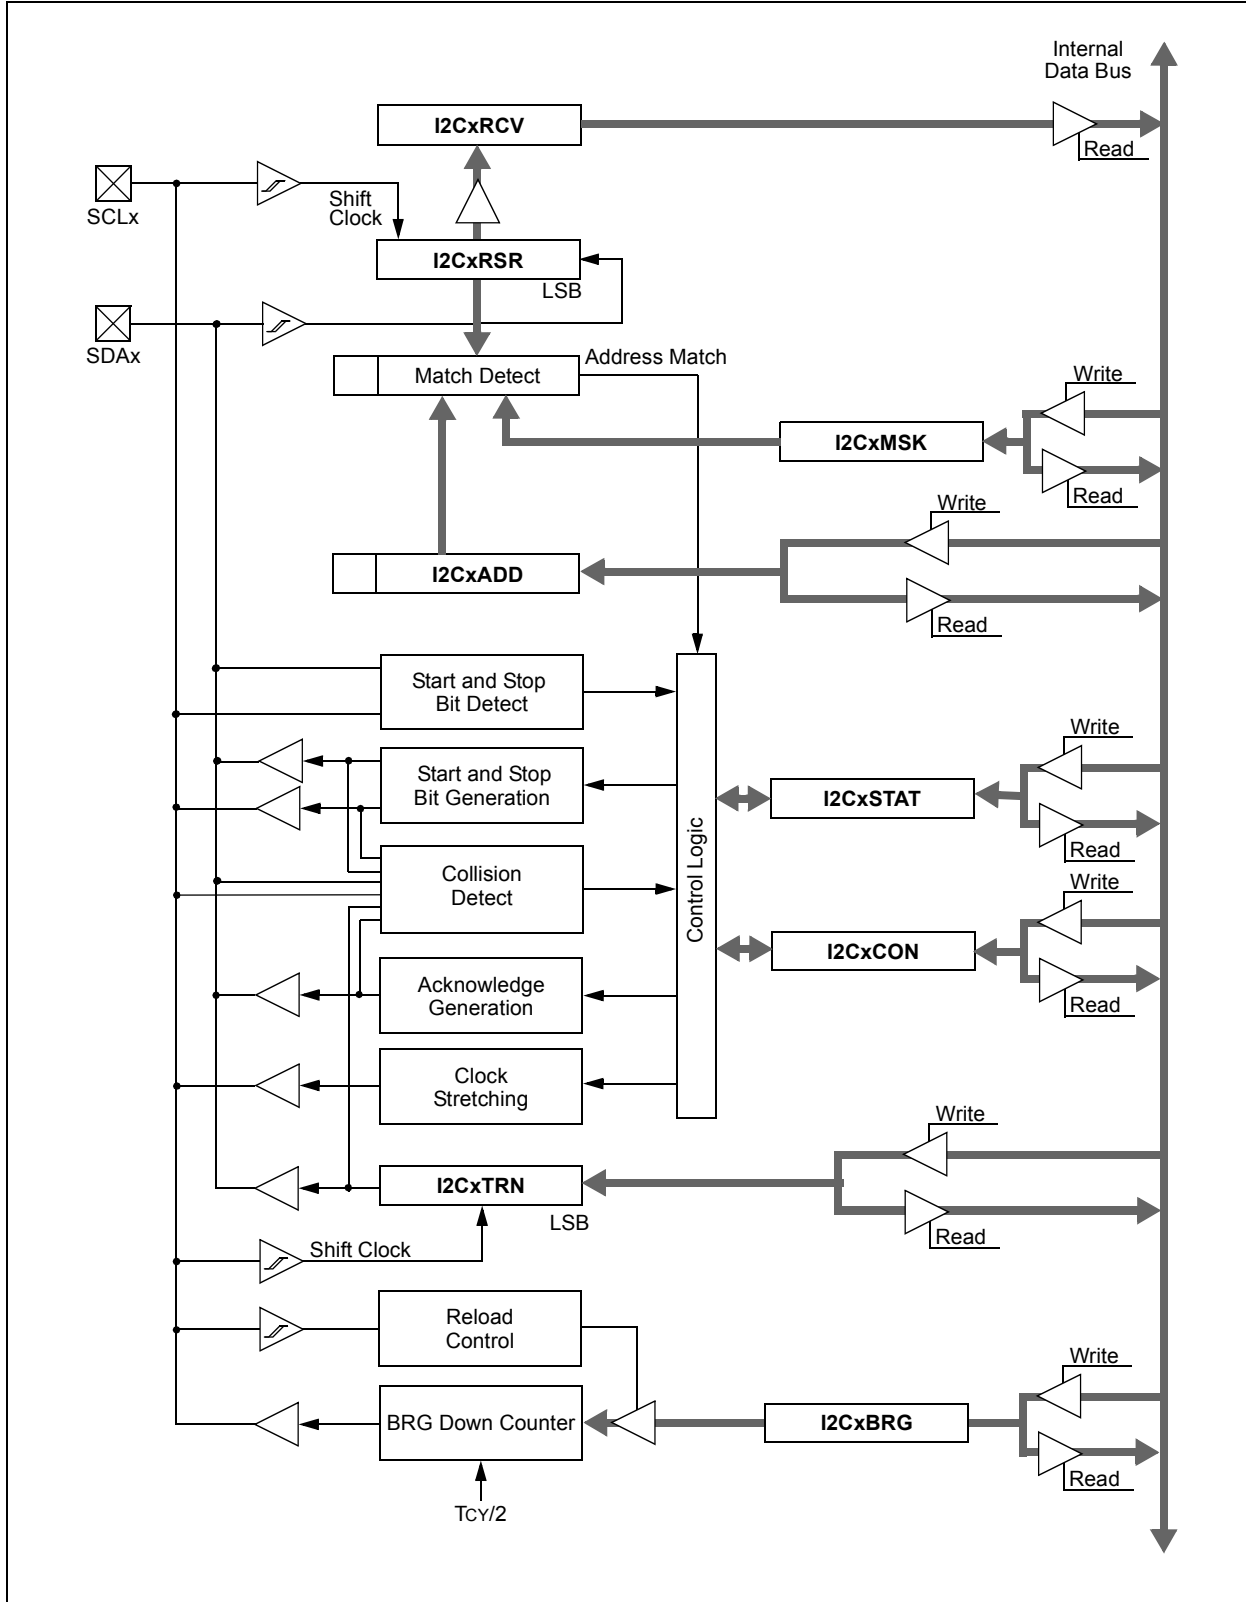 Internal
Data Bus
I2CxRCV
Read
SCLx
Shift
Clock
I2CxRSR
LSB
SDAx
Address Match
Match Detect
Write
I2CxMSK
Read
Write
I2CxADD
Read
Start and Stop
Bit Detect
Write
Start and Stop
Bit Generation
I2CxSTAT
Control Logic
Read
Collision
Detect
Write
I2CxCON
Acknowledge
Generation
Read
Clock
Stretching
Write
I2CxTRN
LSB
Read
Shift Clock
Reload
Control
Write
BRG Down Counter
I2CxBRG
Read
TCY/2